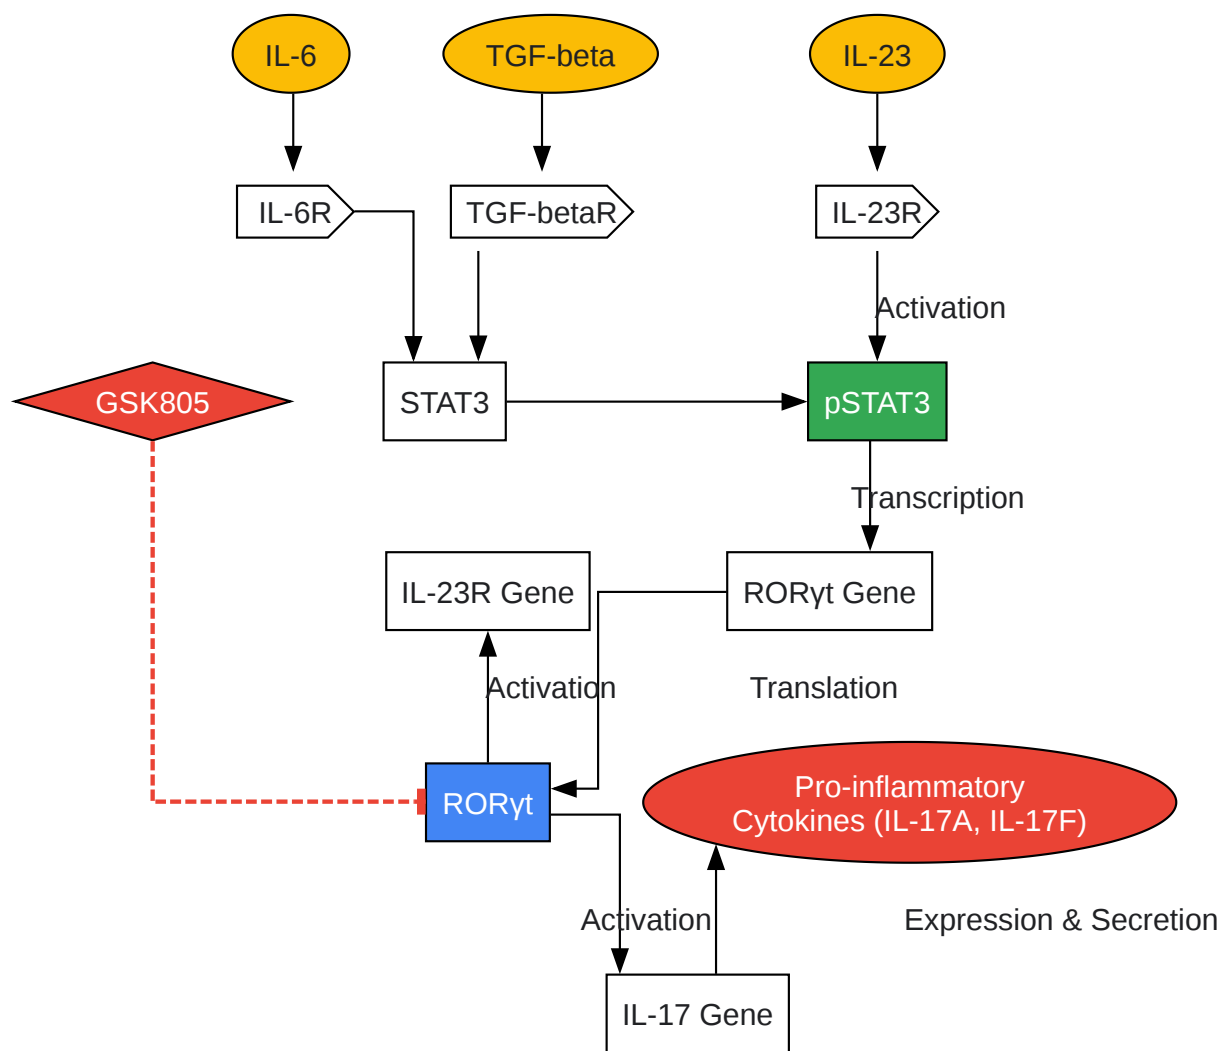 IL-6
TGF-beta
IL-23
IL-6R
TGF-betaR
IL-23R
Activation
GSK805
STAT3
pSTAT3
Transcription
IL-23R Gene
RORγt Gene
Activation
Translation
RORγt
Pro-inflammatory
Cytokines (IL-17A, IL-17F)
Activation
Expression & Secretion
IL-17 Gene